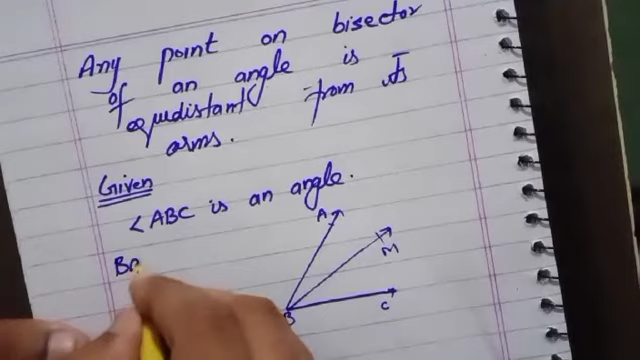 Any point on bisector
of an angle is
equidistant from its
arms.
Given
<ABC is an angle.
A
M
B
C